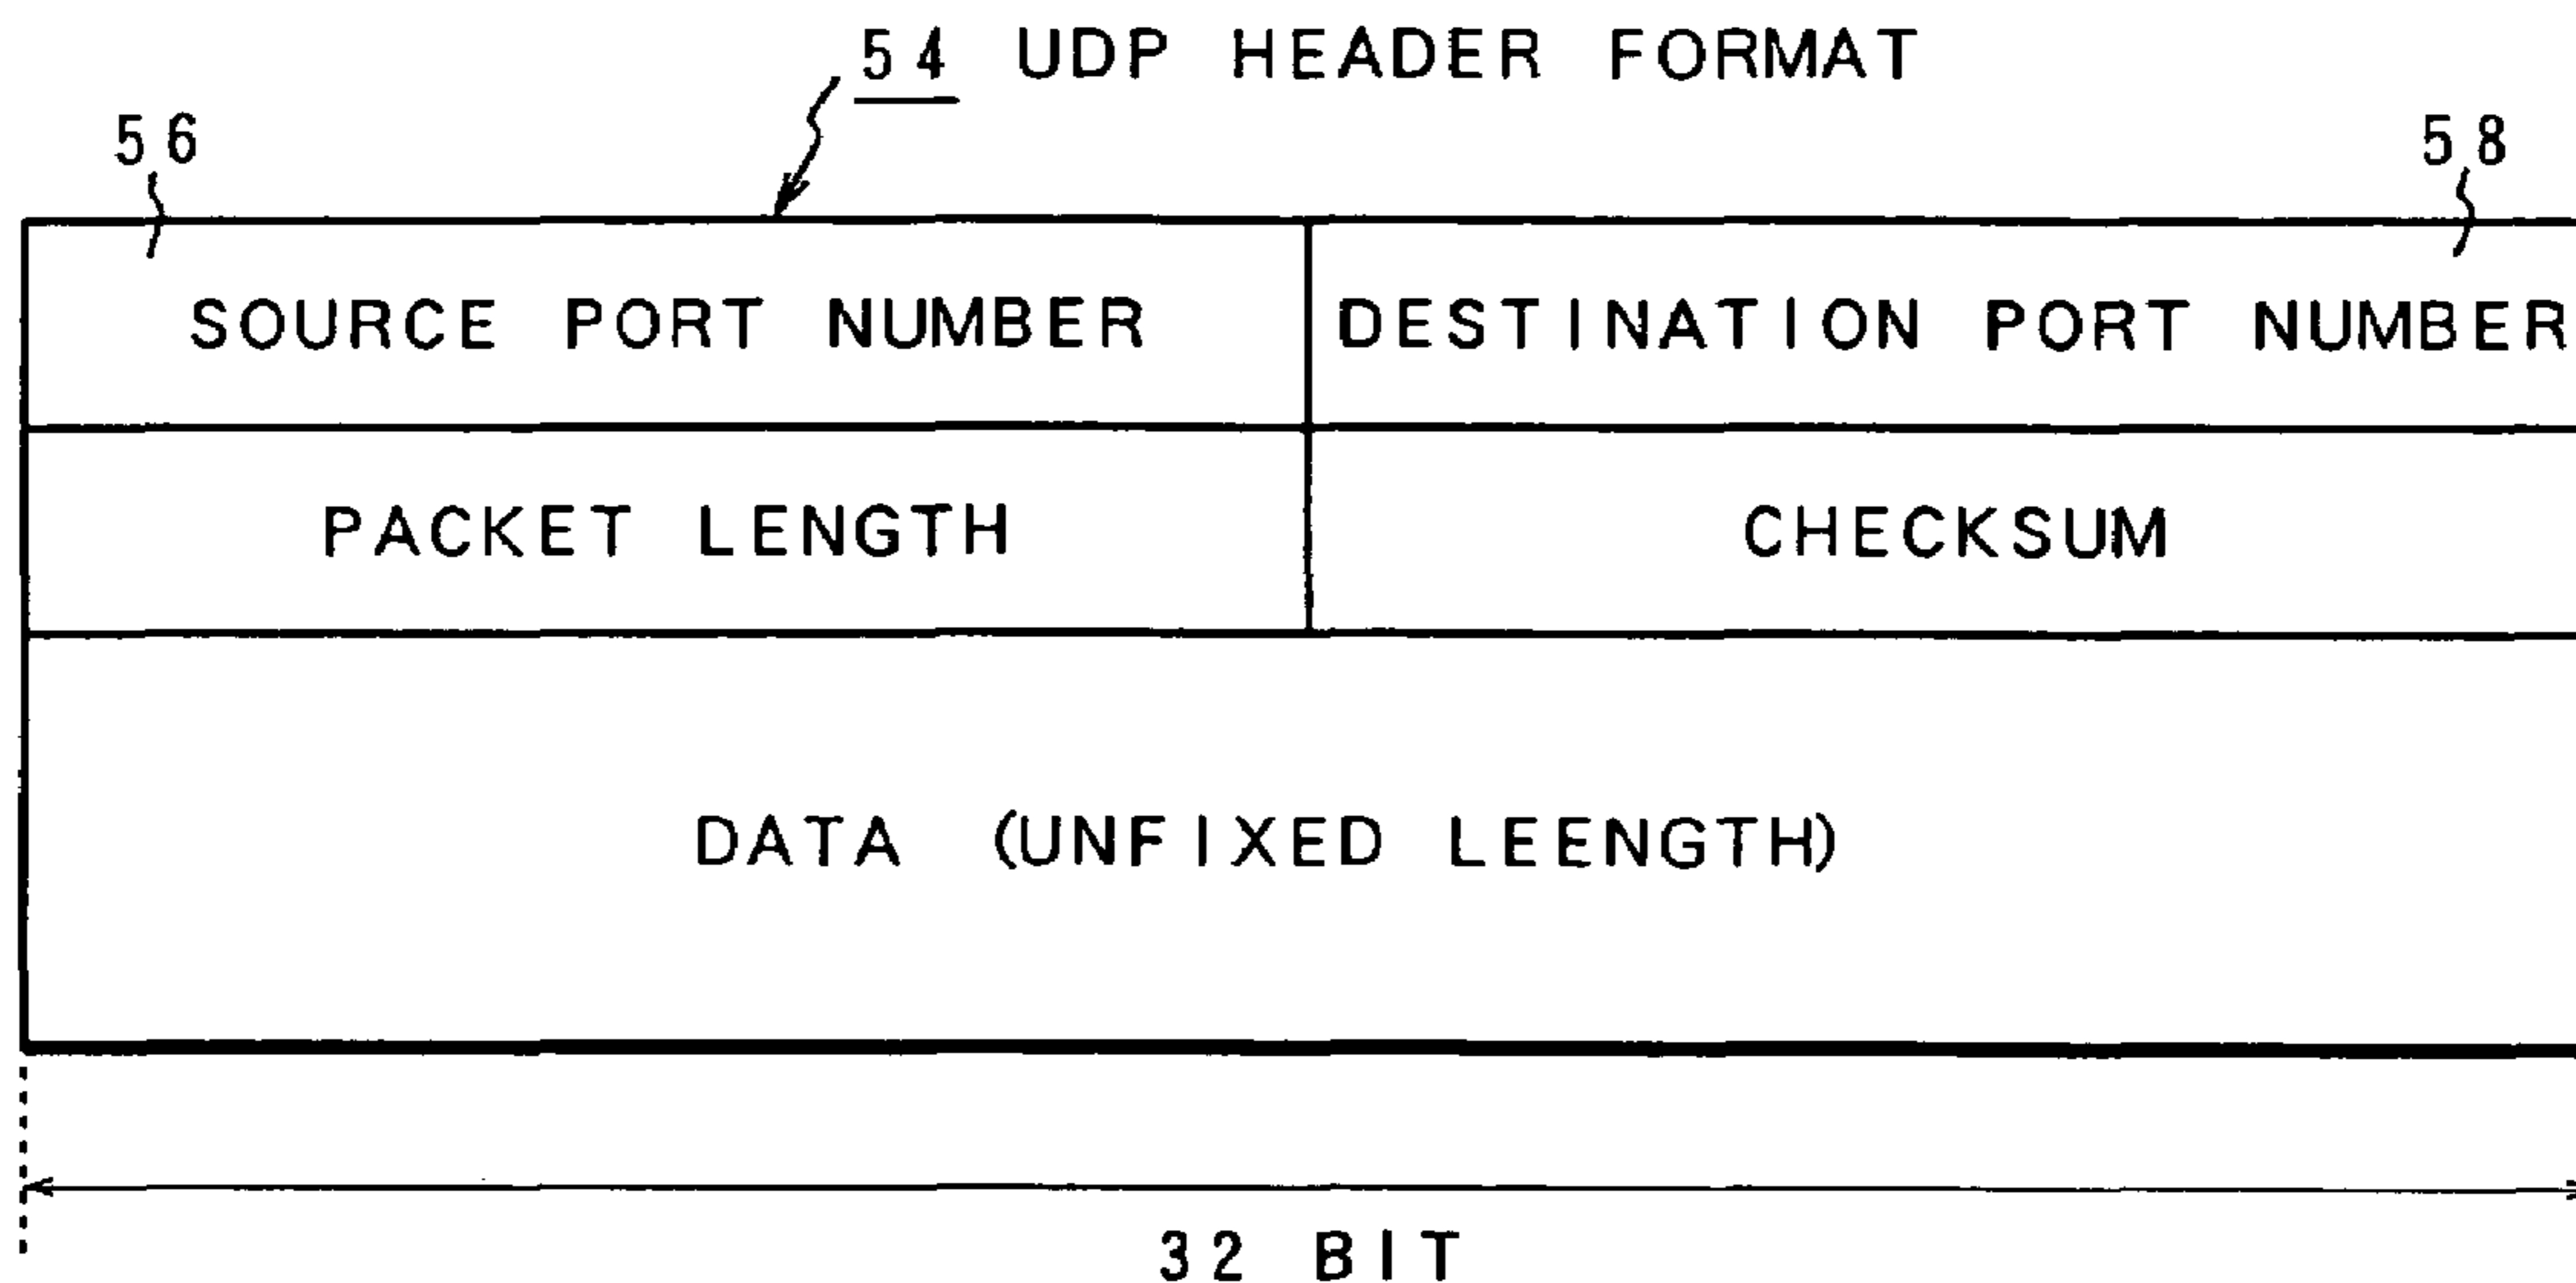 54 UDP HEADER FORMAT
56 58
SOURCE PORT NUMBER DESTINATION PORT NUMBER
PACKET LENGTH CHECKSUM
DATA (UNFIXED LEENGTH)
32 BIT